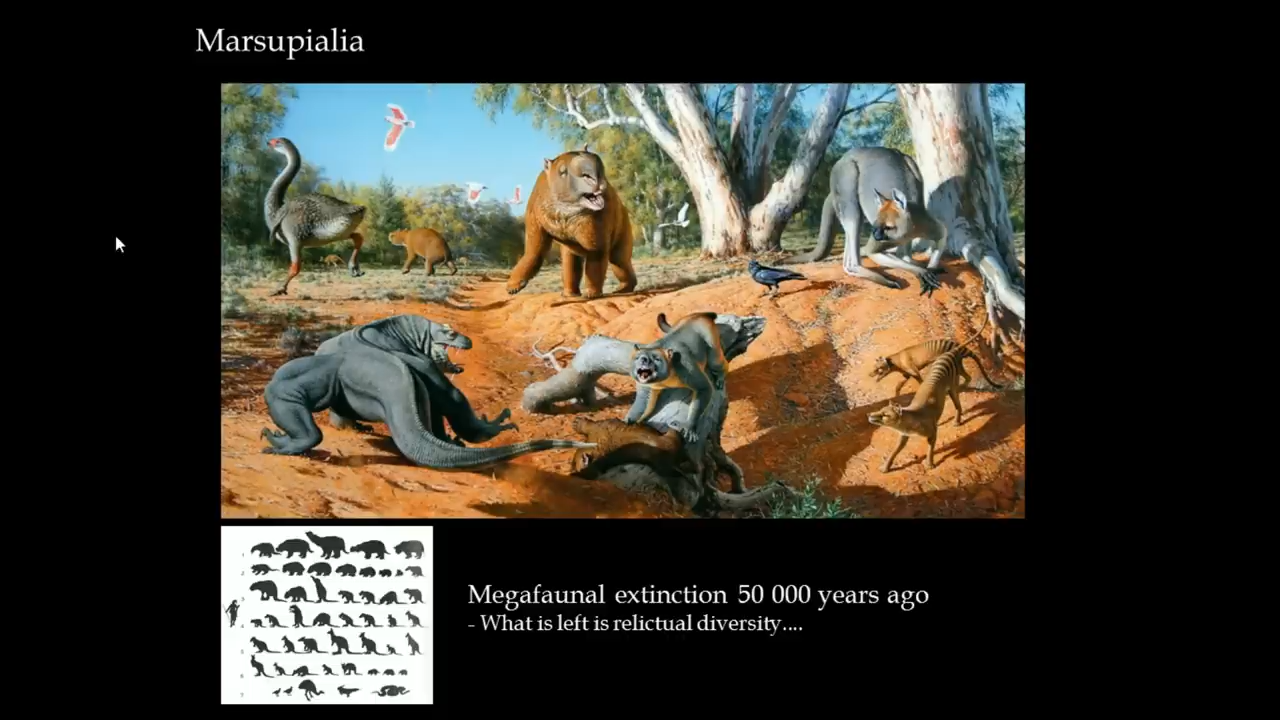 Marsupialia
Megafaunal extinction 50 000 years ago
- What is left is relictual diversity....